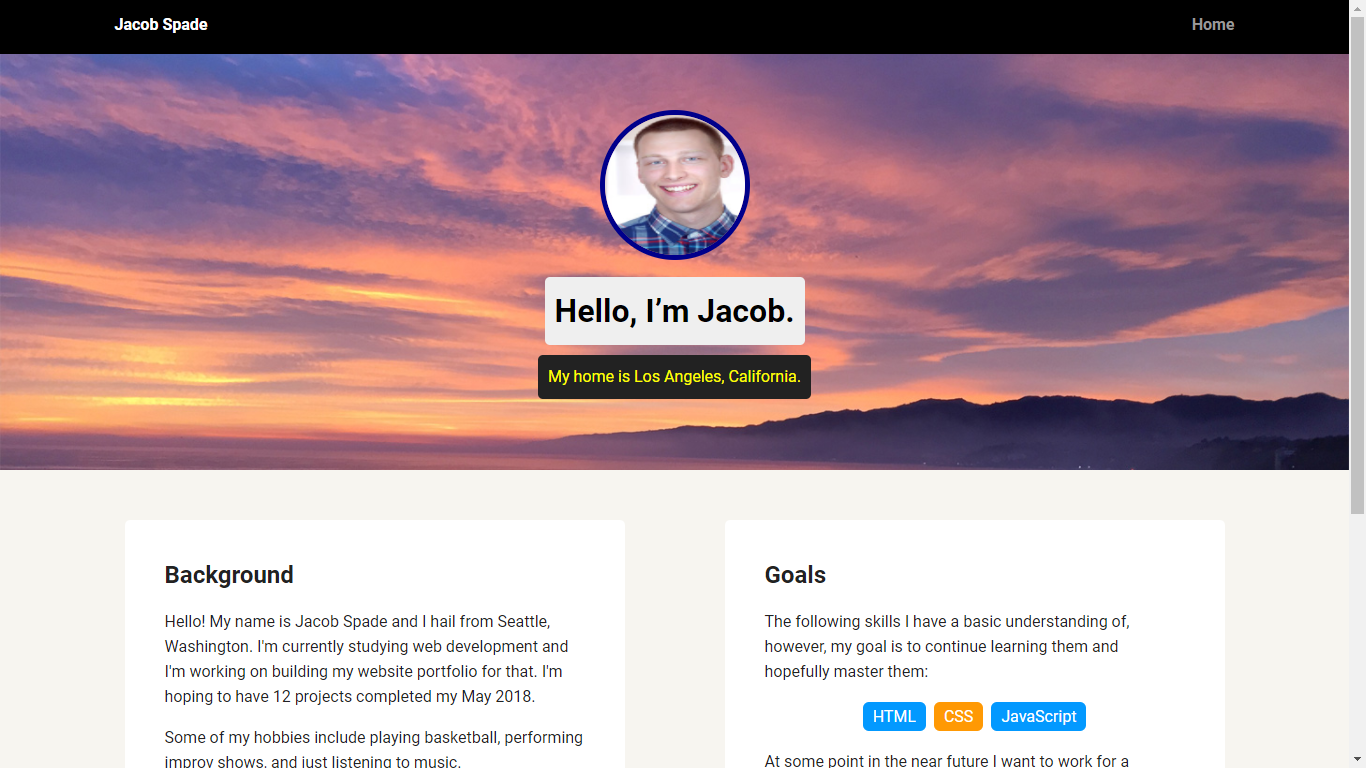 Jacob Spade
Home
Hello, I’m Jacob.
My home is Los Angeles, California.
Background
Hello! My name is Jacob Spade and I hail from Seattle,
Washington. I'm currently studying web development and
I'm working on building my website portfolio for that. I'm
hoping to have 12 projects completed my May 2018.
Some of my hobbies include playing basketball, performing
improv shows, and just listening to music.
Goals
The following skills I have a basic understanding of,
however, my goal is to continue learning them and
hopefully master them:
HTML
CSS
JavaScript
At some point in the near future I want to work for a